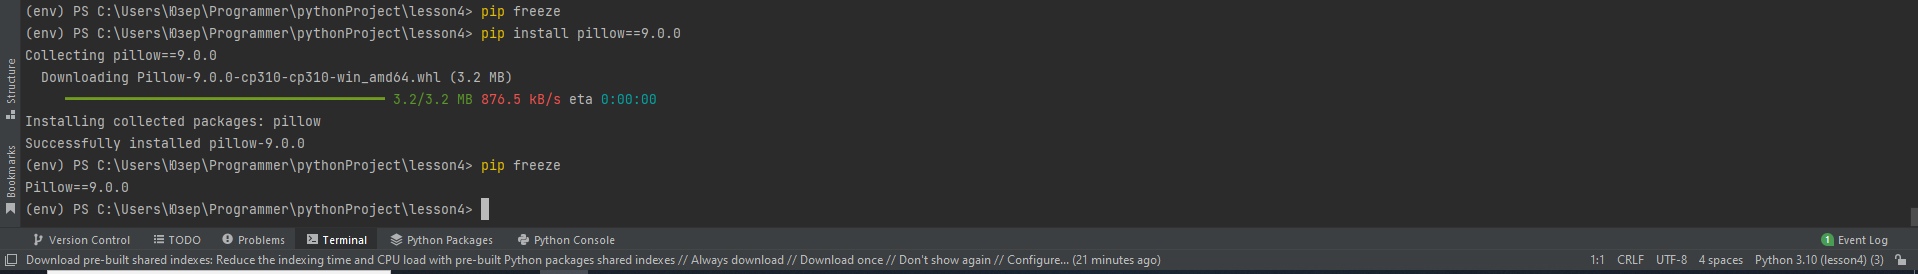 (env) PS C:\Users\Юзер\Programmer\pythonProject\lesson4> pip freeze
(env) PS C:\Users\Юзер\Programmer\pythonProject\lesson4> pip install pillow==9.0.0
Collecting pillow==9.0.0
Downloading Pillow-9.0.0-cp310-cp310-win_amd64.whl (3.2 MB)
3.2/3.2 MB 876.5 kB/s eta 0:00:00
Installing collected packages: pillow
Successfully installed pillow-9.0.0
(env) PS C:\Users\Юзер\Programmer\pythonProject\lesson4> pip freeze
Pillow==9.0.0
(env) PS C:\Users\Юзер\Programmer\pythonProject\lesson4>
Structure
Bookmarks
Version Control TODO Problems Terminal Python Packages Python Console 1 Event Log
Download pre-built shared indexes: Reduce the indexing time and CPU load with pre-built Python packages shared indexes // Always download // Download once // Don't show again // Configure... (21 minutes ago) 1:1 CRLF UTF-8 4 spaces Python 3.10 (lesson4) (3)